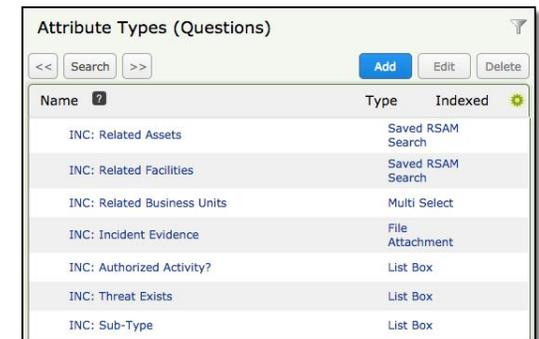 Attribute Types (Questions)
<< Search >> Add Edit Delete
Name ? Type Indexed
INC: Related Assets Saved RSAM
Search
INC: Related Facilities Saved RSAM
Search
INC: Related Business Units Multi Select
INC: Incident Evidence File
Attachment
INC: Authorized Activity? List Box
INC: Threat Exists List Box
INC: Sub-Type List Box